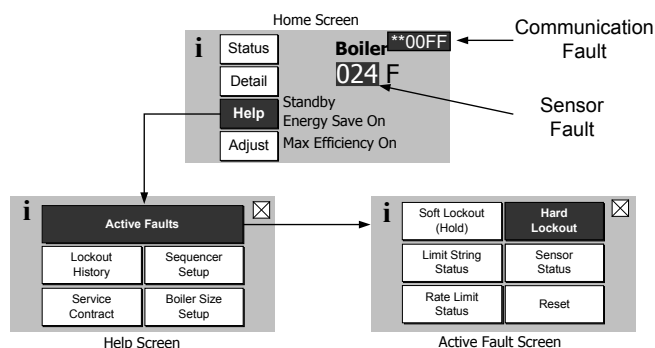 Home Screen
i
Status
Boiler
**00FF
Communication
Fault
Detail
024 F
Help
Standby
Energy Save On
Sensor
Fault
Adjust
Max Efficiency On
i
Active Faults
Lockout
History
Sequencer
Setup
Service
Contract
Boiler Size
Setup
Help Screen
i
Soft Lockout
(Hold)
Hard
Lockout
Limit String
Status
Sensor
Status
Rate Limit
Status
Reset
Active Fault Screen